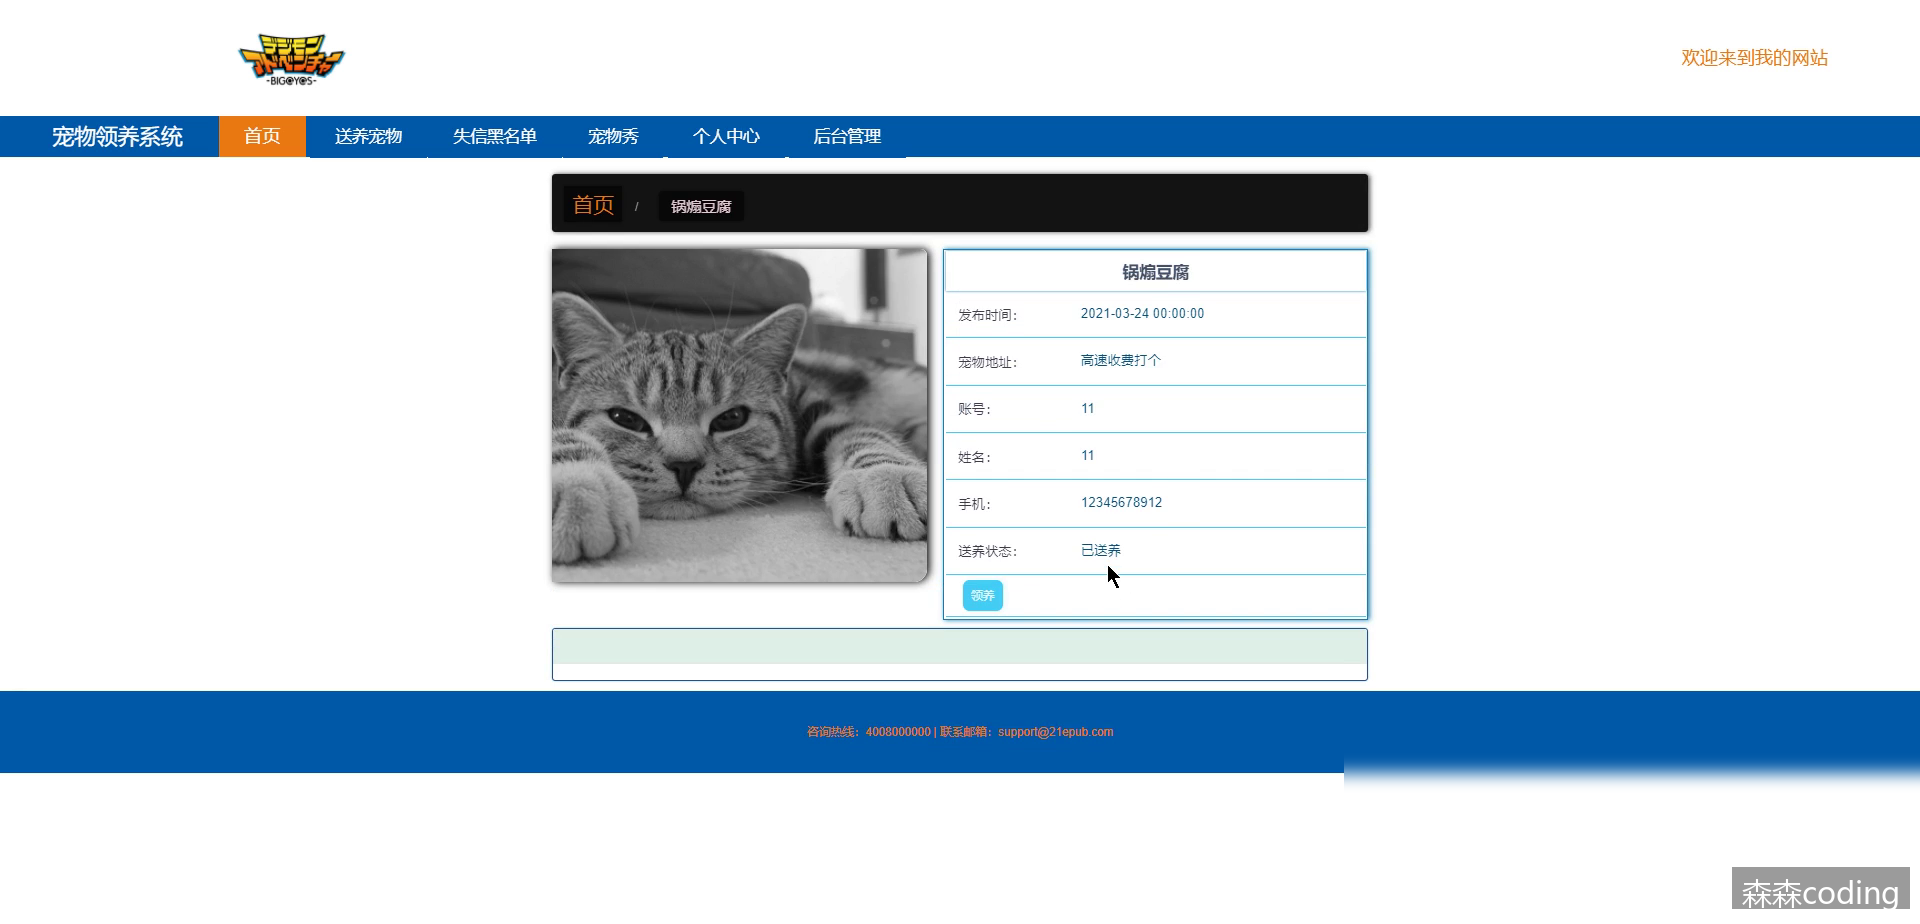 デジモン
アドベンチャー
-BIGEYES-
欢迎来到我的网站
宠物领养系统 首页 送养宠物 失信黑名单 宠物秀 个人中心 后台管理
首页 / 锅煽豆腐
锅煽豆腐
发布时间： 2021-03-24 00:00:00
宠物地址： 高速收费打个
账号： 11
姓名： 11
手机： 12345678912
送养状态： 已送养
领养
咨询热线：4008000000 | 联系邮箱：support@21epub.com
森森coding